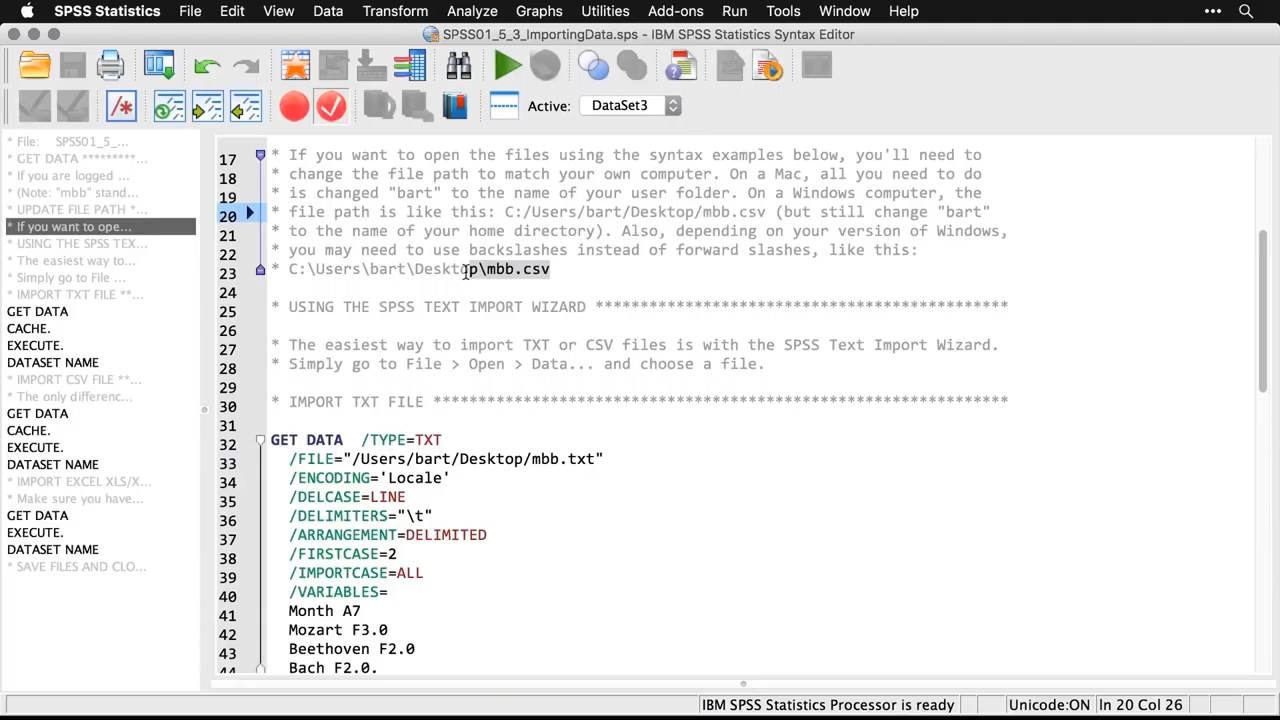 SPSS Statistics File Edit View Data Transform Analyze Graphs Utilities Add-ons Run Tools Window Help
SPSS01_5_3_ImportingData.sps - IBM SPSS Statistics Syntax Editor
Active: DataSet3
* File: SPSS01_5_...
* GET DATA *********...
* If you are logged ...
* (Note: "mbb" stand...
* UPDATE FILE PATH *...
* If you want to ope...
* USING THE SPSS TEX...
* The easiest way to...
* Simply go to File ...
* IMPORT TXT FILE **...
GET DATA
CACHE.
EXECUTE.
DATASET NAME
* IMPORT CSV FILE **...
* The only differenc...
GET DATA
CACHE.
EXECUTE.
DATASET NAME
* IMPORT EXCEL XLS/X...
* Make sure you have...
GET DATA
EXECUTE.
DATASET NAME
* SAVE FILES AND CLO...
17 * If you want to open the files using the syntax examples below, you'll need to
18 * change the file path to match your own computer. On a Mac, all you need to do
19 * is changed "bart" to the name of your user folder. On a Windows computer, the
20 * file path is like this: C:/Users/bart/Desktop/mbb.csv (but still change "bart"
21 * to the name of your home directory). Also, depending on your version of Windows,
22 * you may need to use backslashes instead of forward slashes, like this:
23 * C:\Users\bart\Desktop\mbb.csv
24
25 * USING THE SPSS TEXT IMPORT WIZARD **********************************************
26
27 * The easiest way to import TXT or CSV files is with the SPSS Text Import Wizard.
28 * Simply go to File > Open > Data... and choose a file.
29
30 * IMPORT TXT FILE ****************************************************************
31
32 GET DATA /TYPE=TXT
33 /FILE="/Users/bart/Desktop/mbb.txt"
34 /ENCODING='Locale'
35 /DELCASE=LINE
36 /DELIMITERS="\t"
37 /ARRANGEMENT=DELIMITED
38 /FIRSTCASE=2
39 /IMPORTCASE=ALL
40 /VARIABLES=
41 Month A7
42 Mozart F3.0
43 Beethoven F2.0
44 Bach F2.0.
IBM SPSS Statistics Processor is ready Unicode:ON In 20 Col 26